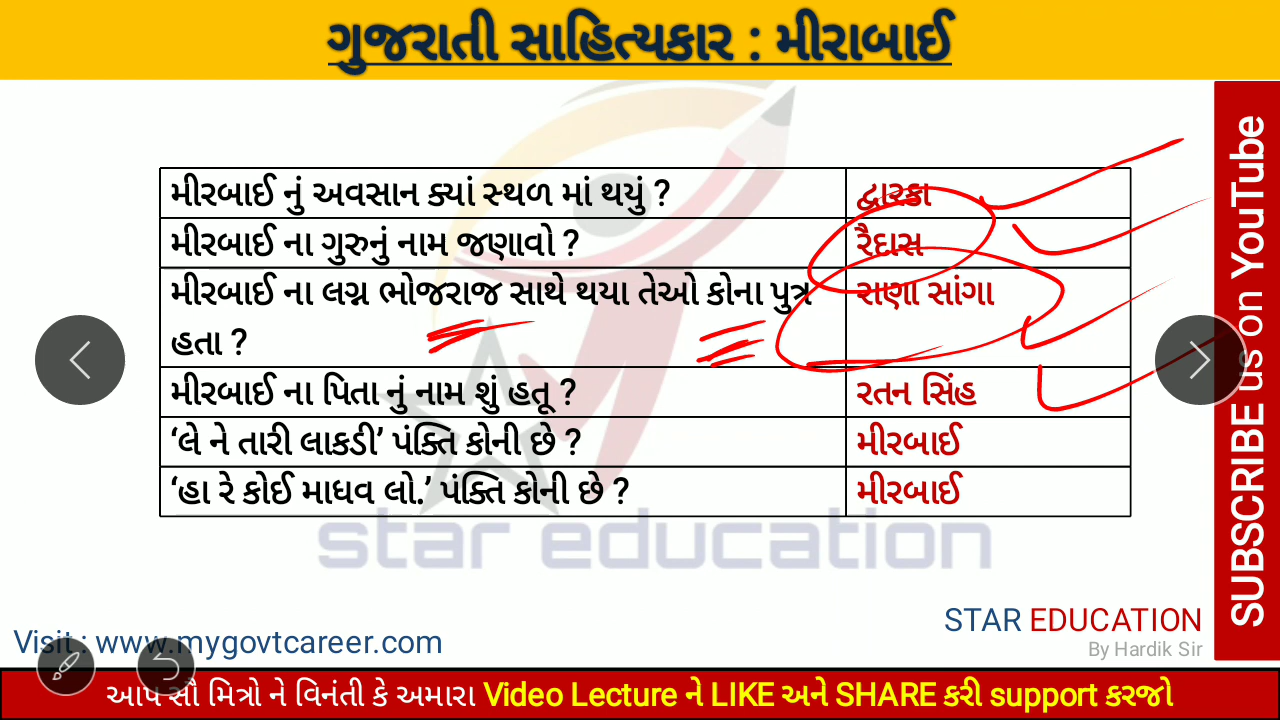 ગુજરાતી સાહિત્યકાર : મીરાબાઈ
મીરબાઈ નું અવસાન ક્યાં સ્થળ માં થયું ? દ્વારકા
મીરબાઈ ના ગુરુનું નામ જણાવો ? રૈદાસ
મીરબાઈ ના લગ્ન ભોજરાજ સાથે થયા તેઓ કોના પુત્ર રાણા સાંગા
હતા ?
મીરબાઈ ના પિતા નું નામ શું હતૂ ? રતન સિંહ
‘લે ને તારી લાકડી’ પંક્તિ કોની છે ? મીરબાઈ
‘હા રે કોઈ માધવ લો.’ પંક્તિ કોની છે ? મીરબાઈ
star education
STAR EDUCATION
By Hardik Sir
Visit : www.mygovtcareer.com
આપ સૌ મિત્રો ને વિનંતી કે અમારા Video Lecture ને LIKE અને SHARE કરી support કરજો
SUBSCRIBE us on YouTube